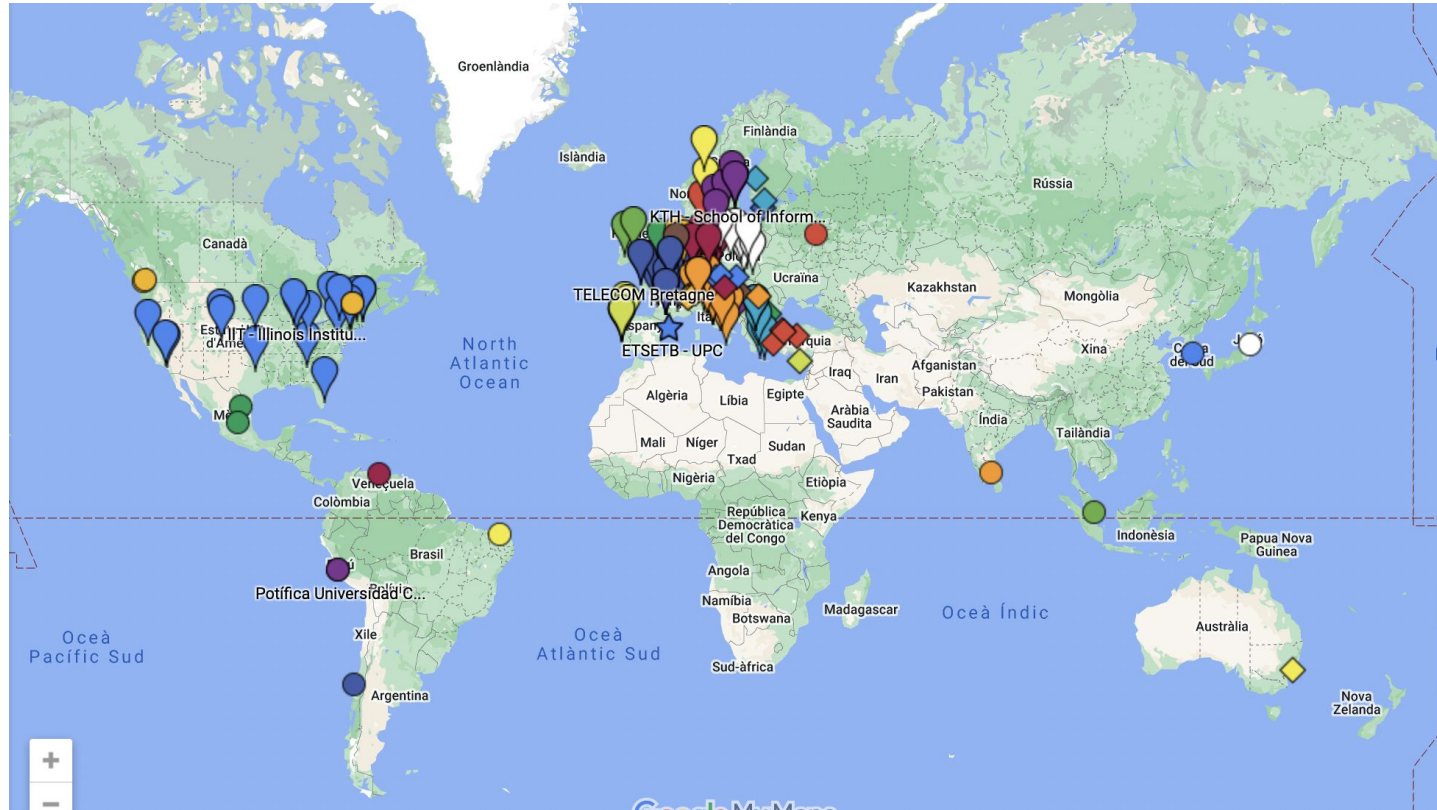 Groenlàndia
Finlàndia
Islàndia
Rússia
KTH - School of Inform...
Canadà
Ucraïna
Kazakhstan
Mongòlia
TELECOM Bretagne
IIT - Illinois Institu...
North
Atlantic
Ocean
ETSETB - UPC
Xina
Iraq
Iran
Afganistan
Pakistan
Algèria
Líbia
Egipte
Aràbia
Saudita
Índia
Tailàndia
Mali
Níger
Sudan
Txad
Nigèria
Etiòpia
Veneçuela
Colòmbia
República
Democràtica
del Congo
Kenya
Indonèsia
Papua Nova
Guinea
Brasil
Potífica Universidad C...
Angola
Namíbia
Botswana
Madagascar
Oceà Índic
Austràlia
Oceà
Pacífic Sud
Xile
Oceà
Atlàntic Sud
Sud-àfrica
Argentina
Nova
Zelanda
+
−
Google My Maps